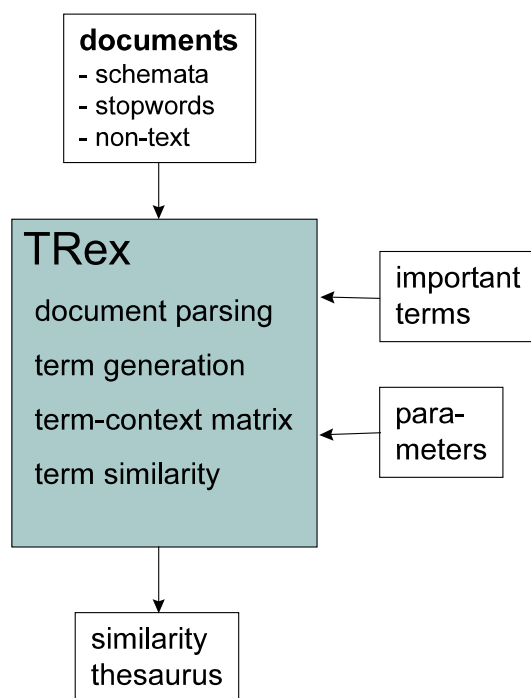 documents
- schemata
- stopwords
- non-text
TRex
document parsing
term generation
term-context matrix
term similarity
important
terms
para-
meters
similarity
thesaurus